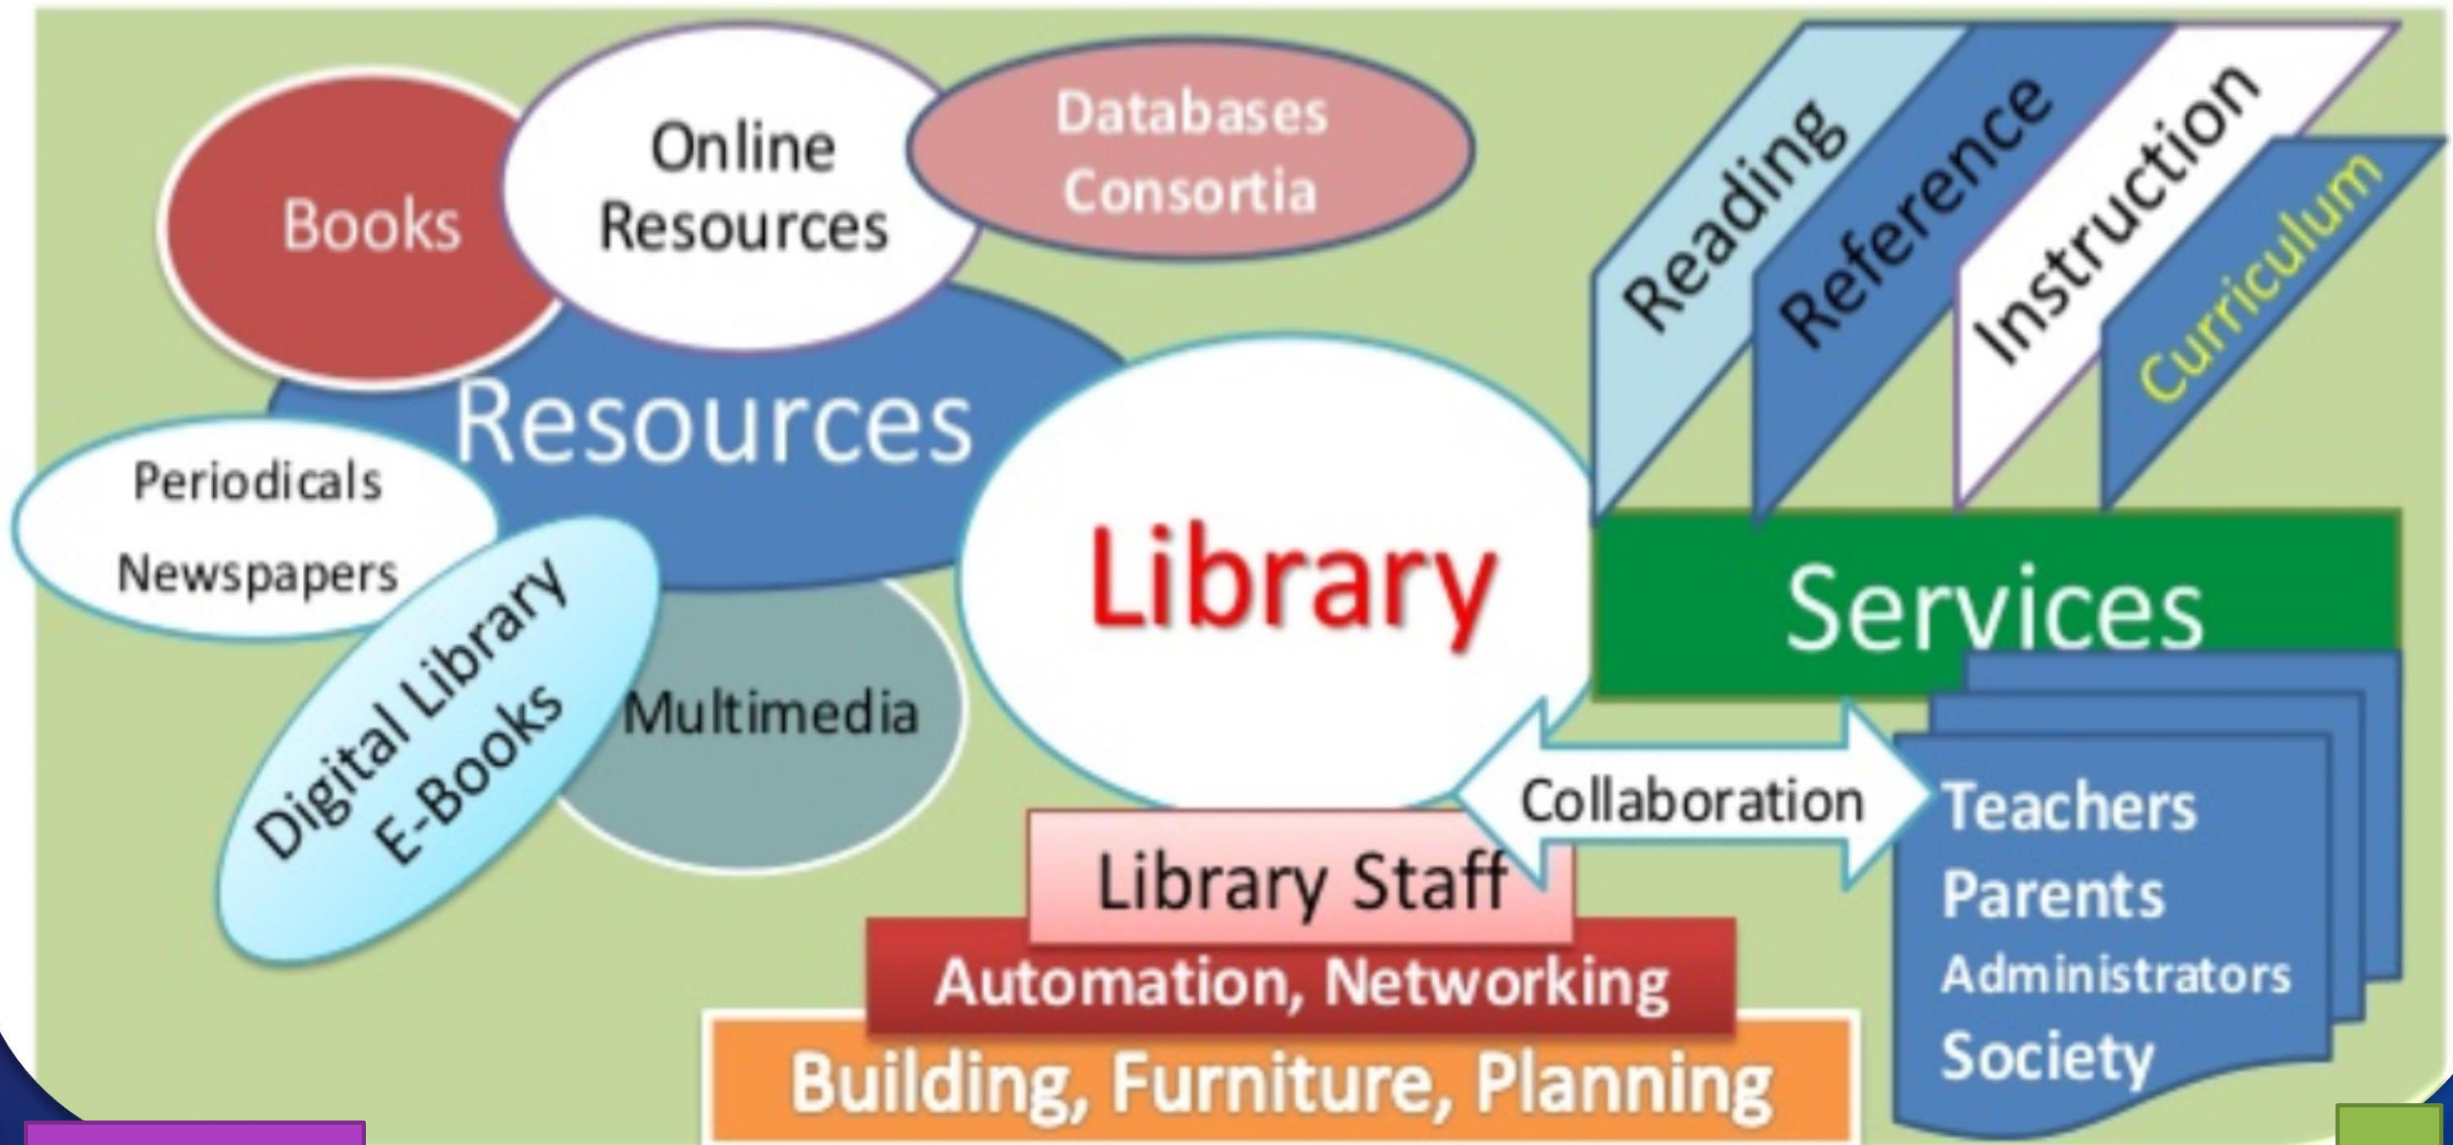 Books
Online
Resources
Databases
Consortia
Resources
Periodicals
Newspapers
Digital Library
E-Books
Multimedia
Library
Reading
Reference
Instruction
Curriculum
Services
Collaboration
Teachers
Parents
Administrators
Society
Library Staff
Automation, Networking
Building, Furniture, Planning